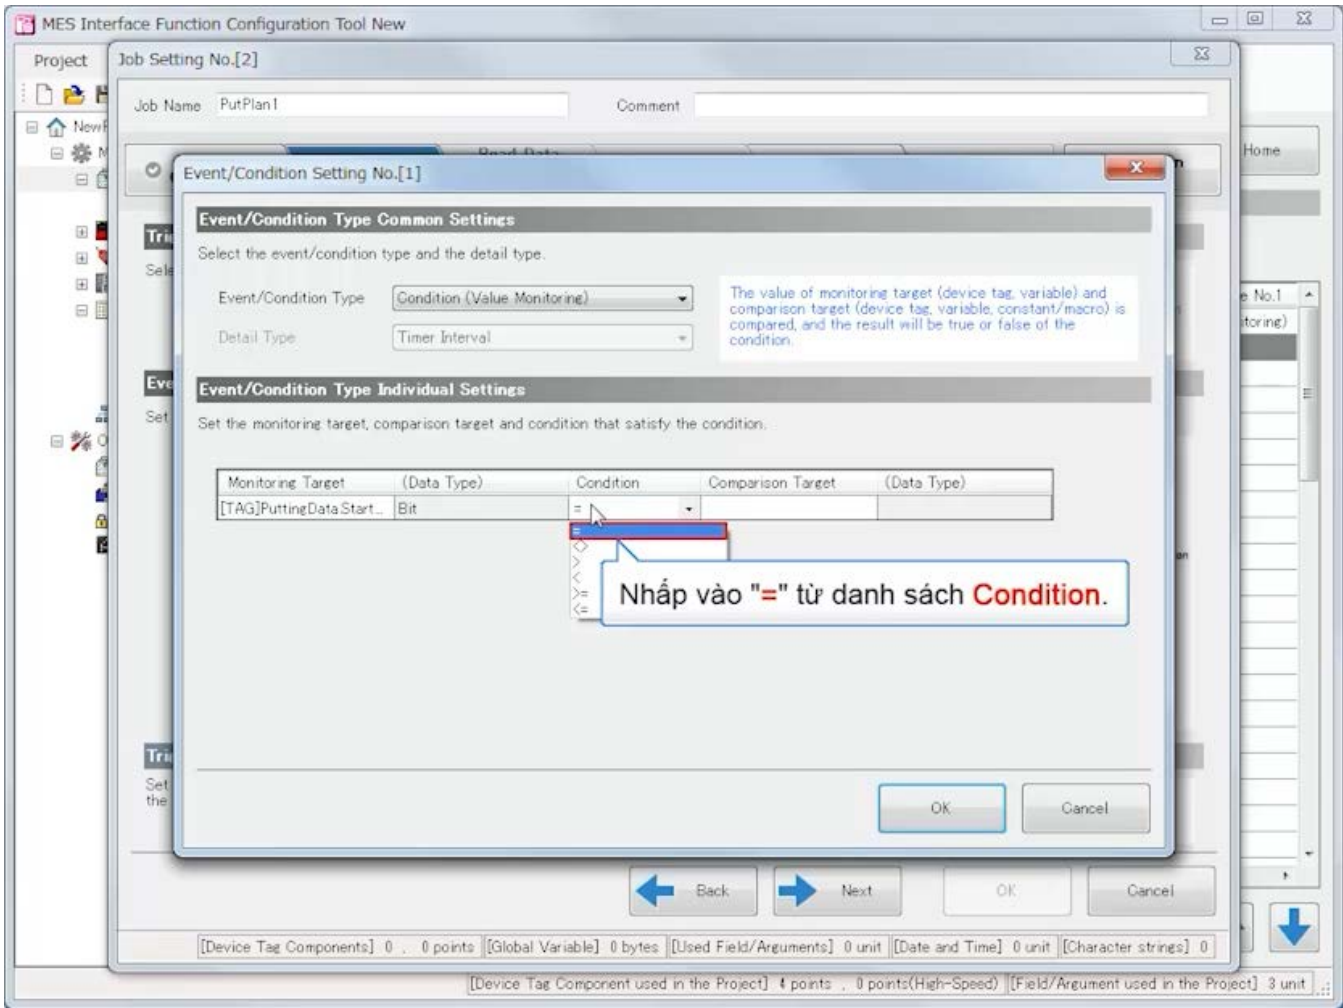 MES Interface Function Configuration Tool New
Project
Job Setting No.[2]
Job Name PutPlan1 Comment
Home
Event/Condition Setting No.[1]
Event/Condition Type Common Settings
Select the event/condition type and the detail type.
Event/Condition Type Condition (Value Monitoring)
Detail Type Timer Interval
The value of monitoring target (device tag, variable) and
comparison target (device tag, variable, constant/macro) is
compared, and the result will be true or false of the
condition.
Event/Condition Type Individual Settings
Set the monitoring target, comparison target and condition that satisfy the condition.
Monitoring Target (Data Type) Condition Comparison Target (Data Type)
[TAG]PuttingData.Start... Bit =
=
<>
>
<
>=
<=
Nhấp vào "=" từ danh sách Condition.
OK Cancel
Set
the
Back Next OK Cancel
[Device Tag Components] 0 , 0 points [Global Variable] 0 bytes [Used Field/Arguments] 0 unit [Date and Time] 0 unit [Character strings] 0
[Device Tag Component used in the Project] 4 points , 0 points(High-Speed) [Field/Argument used in the Project] 3 unit